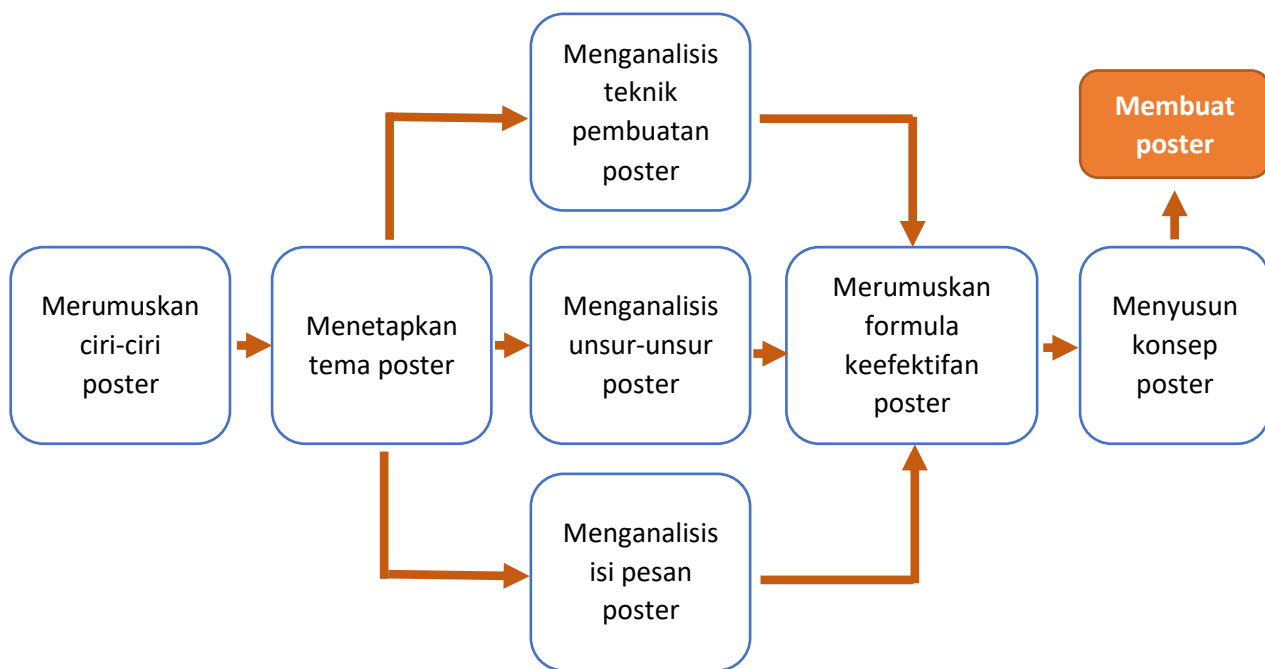 Merumuskan
ciri-ciri
poster
Menetapkan
tema poster
Menganalisis
teknik
pembuatan
poster
Menganalisis
unsur-unsur
poster
Menganalisis
isi pesan
poster
Merumuskan
formula
keefektifan
poster
Menyusun
konsep
poster
Membuat
poster